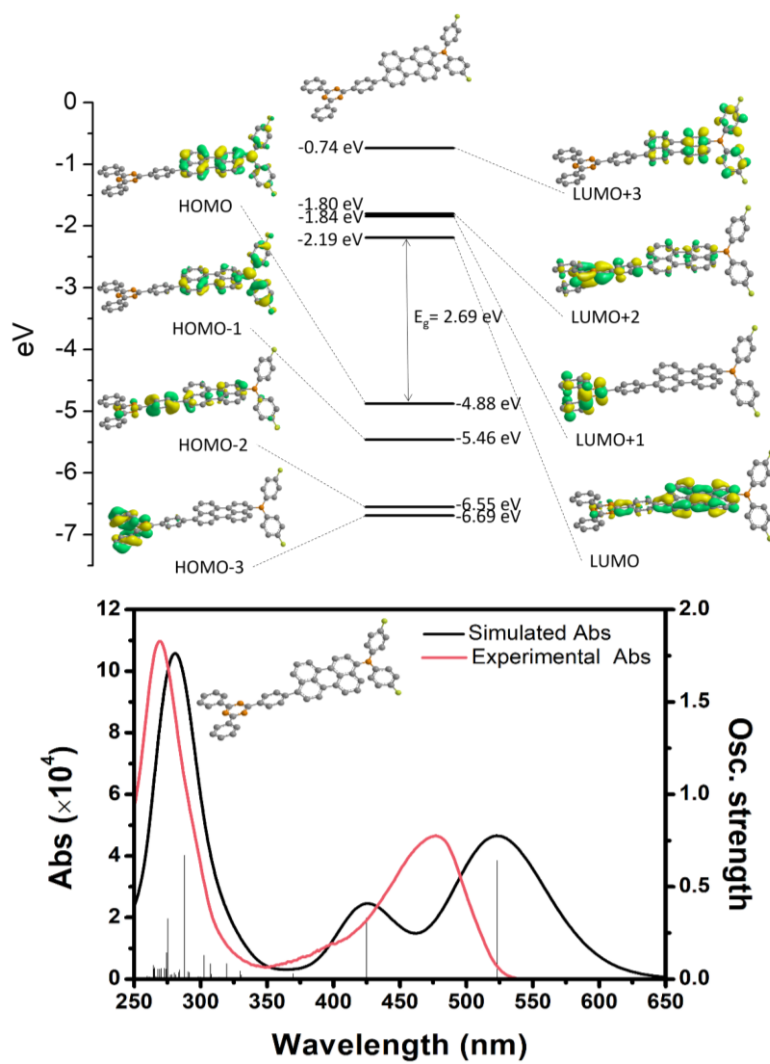 0
-1
-2
-3
-4
-5
-6
-7
eV
HOMO
HOMO-1
HOMO-2
HOMO-3
-0.74 eV
-1.80 eV
-1.84 eV
-2.19 eV
Eg= 2.69 eV
-4.88 eV
-5.46 eV
-6.55 eV
-6.69 eV
LUMO+3
LUMO+2
LUMO+1
LUMO
12
10
8
6
4
2
0
Abs (×10⁴)
Simulated Abs
Experimental Abs
2.0
1.5
1.0
0.5
0.0
Osc. strength
250 300 350 400 450 500 550 600 650
Wavelength (nm)